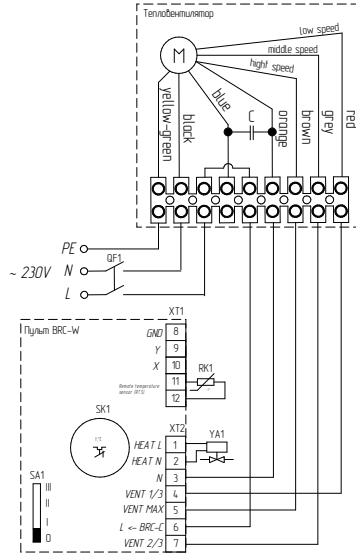 Тепловентилятор
low speed
middle speed
hight speed
M
yellow-green
black
blue
C
orange
brown
grey
red
PE
~ 230V N
QF1
L
Пульт BRC-W
XT1
GND 8
Y 9
X 10
11
Remote temperature
sensor (RTS)
12
RK1
SK1
t°C
XT2
HEAT L 1
YA1
HEAT N 2
N 3
VENT 1/3 4
VENT MAX 5
L <- BRC-C 6
VENT 2/3 7
SA1
III
II
I
0